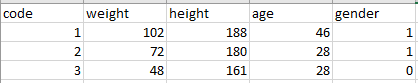 code weight height age gender
1 102 188 46 1
2 72 180 28 1
3 48 161 28 0